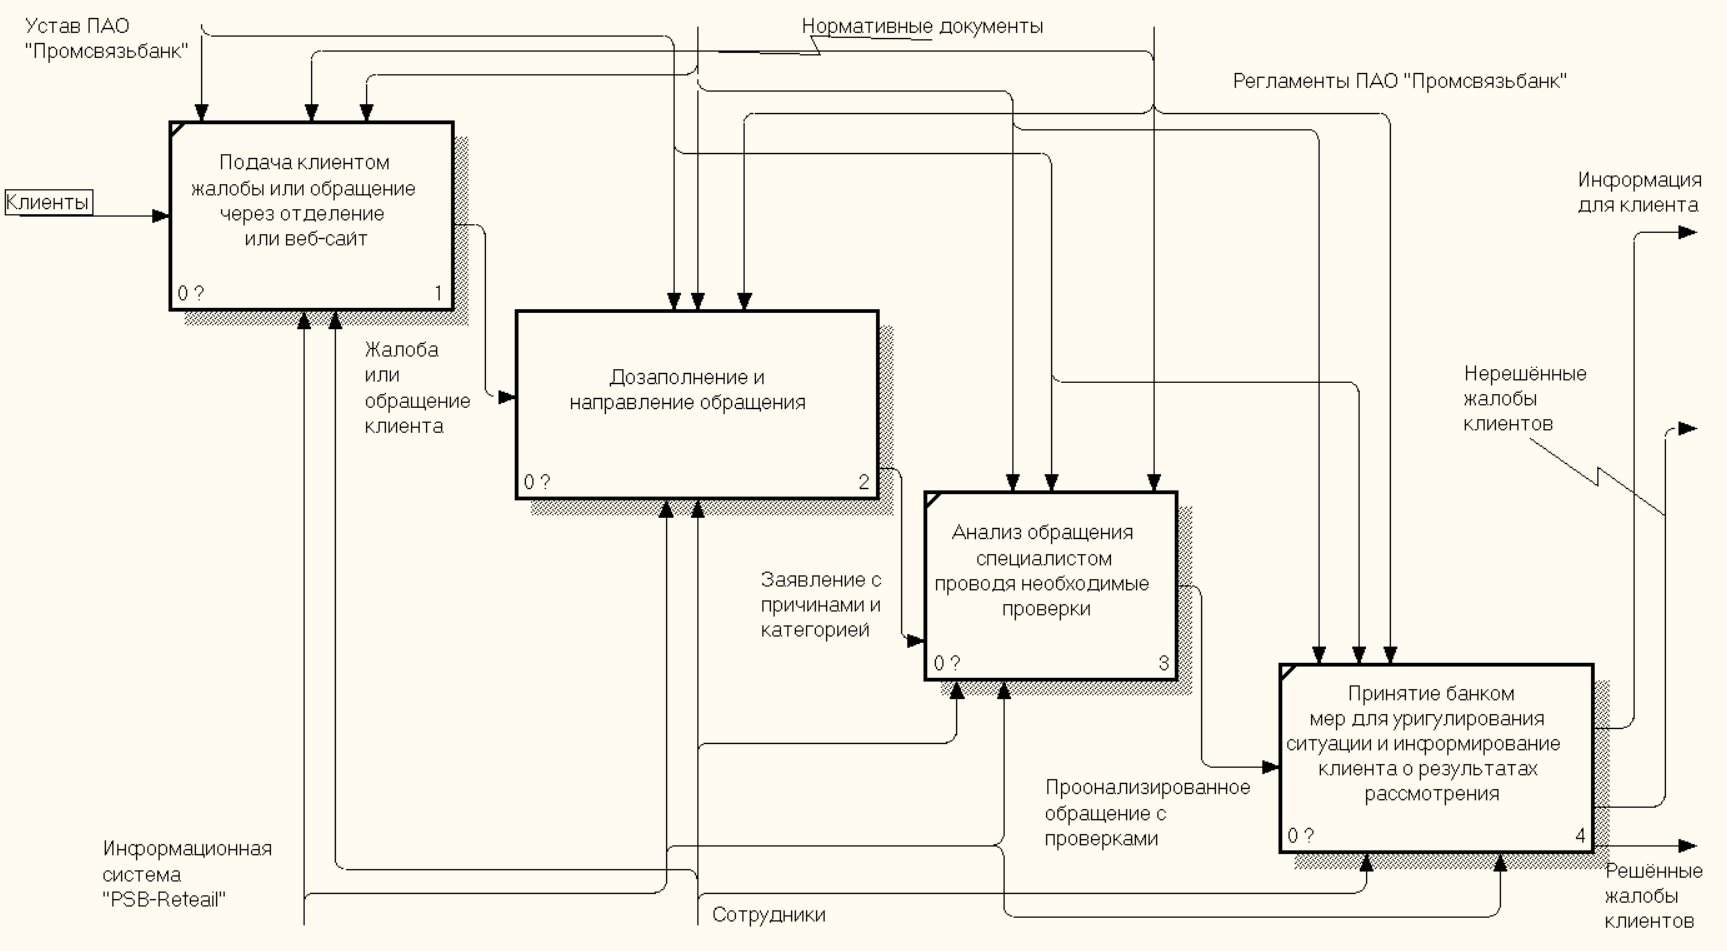 Устав ПАО
"Промсвязьбанк"
Нормативные документы
Регламенты ПАО "Промсвязьбанк"
Клиенты
Подача клиентом
жалобы или обращение
через отделение
или веб-сайт
0 ?
1
Жалоба
или
обращение
клиента
Дозаполнение и
направление обращения
0 ?
2
Заявление с
причинами и
категорией
Анализ обращения
специалистом
проводя необходимые
проверки
0 ?
3
Проонализированное
обращение с
проверками
Принятие банком
мер для уригулирования
ситуации и информирование
клиента о результатах
рассмотрения
0 ?
4
Информация
для клиента
Нерешённые
жалобы
клиентов
Решённые
жалобы
клиентов
Информационная
система
"PSB-Reteail"
Сотрудники